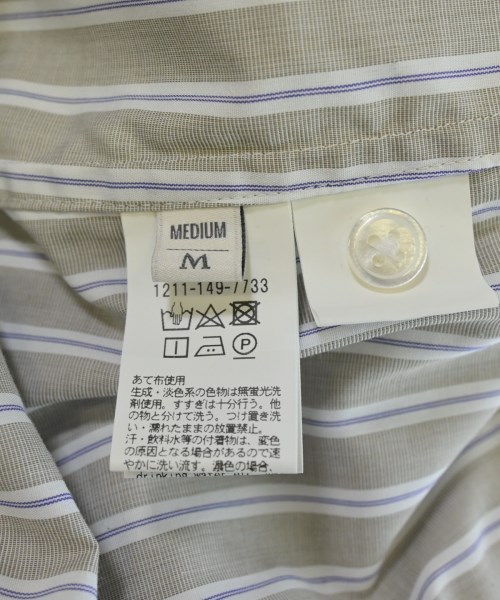 MEDIUM
M
1211-149-7733
あて布使用
生成・淡色系の色物は無蛍光洗
剤使用。すすぎは十分行う。他
の物と分けて洗う。つけ置き洗
い・濡れたままの放置禁止。
汗・飲料水等の付着物は、変色
の原因となる場合があるので速
やかに洗い流す。濃色の場合、